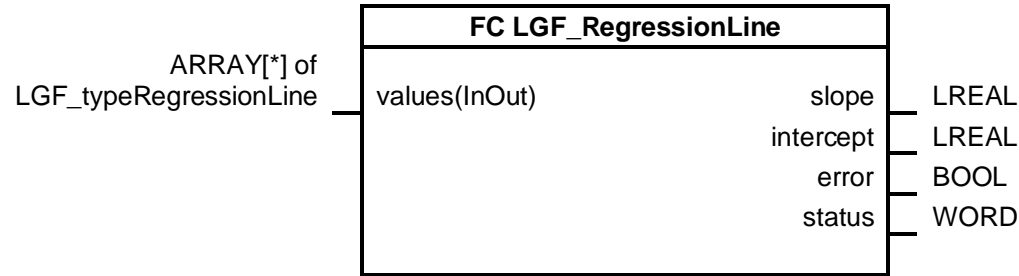 FC LGF_RegressionLine
ARRAY[*] of
LGF_typeRegressionLine values(InOut) slope LREAL
intercept LREAL
error BOOL
status WORD